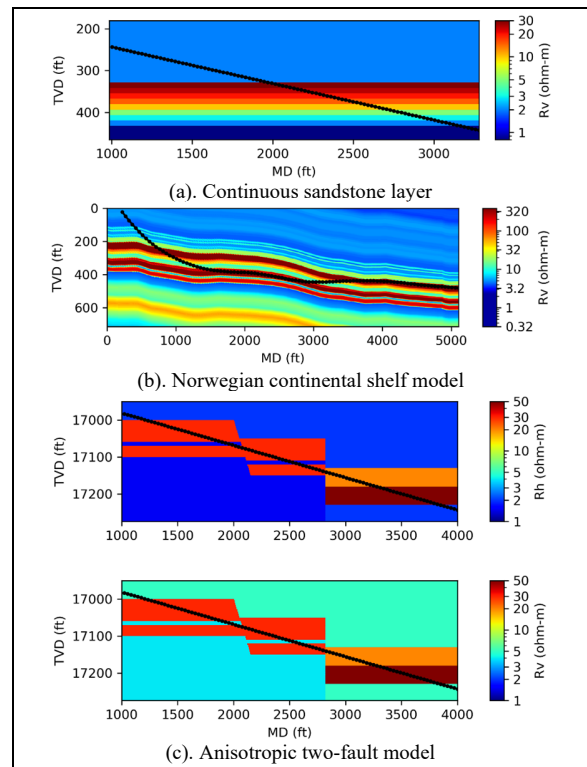 200
300
400
TVD (ft)
1000 2000 3000
MD (ft)
30
20
10
5
3
2
1
Rv (ohm-m)
(a). Continuous sandstone layer
0
200
400
600
TVD (ft)
0 1000 2000 3000 4000 5000
MD (ft)
320
100
32
10
3.2
1
0.32
Rv (ohm-m)
(b). Norwegian continental shelf model
17000
17100
17200
TVD (ft)
1000 1500 2000 2500 3000 3500 4000
MD (ft)
50
30
20
10
5
3
2
1
Rh (ohm-m)
17000
17100
17200
TVD (ft)
1000 1500 2000 2500 3000 3500 4000
MD (ft)
50
30
20
10
5
3
2
1
Rv (ohm-m)
(c). Anisotropic two-fault model